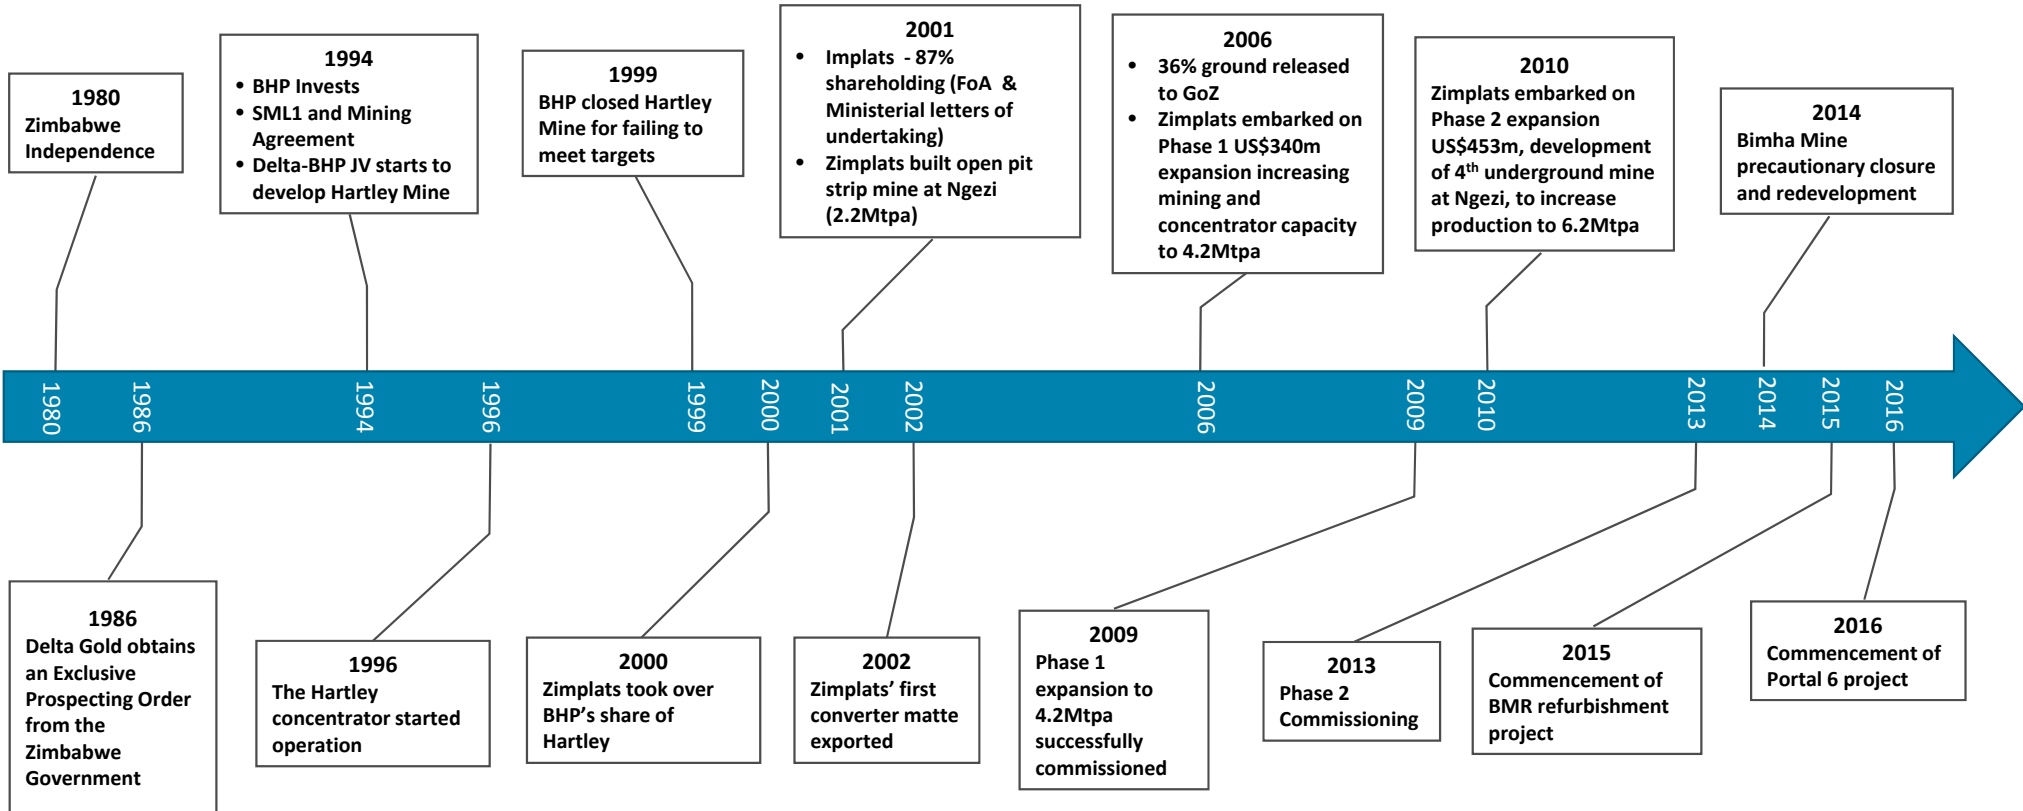 1980
Zimbabwe
Independence
1994
• BHP Invests
• SML1 and Mining
Agreement
• Delta-BHP JV starts to
develop Hartley Mine
1999
BHP closed Hartley
Mine for failing to
meet targets
2001
• Implats - 87%
shareholding (FoA &
Ministerial letters of
undertaking)
• Zimplats built open pit
strip mine at Ngezi
(2.2Mtpa)
2006
• 36% ground released
to GoZ
• Zimplats embarked on
Phase 1 US$340m
expansion increasing
mining and
concentrator capacity
to 4.2Mtpa
2010
Zimplats embarked on
Phase 2 expansion
US$453m, development
of 4th underground mine
at Ngezi, to increase
production to 6.2Mtpa
2014
Bimha Mine
precautionary closure
and redevelopment
1980
1986
1994
1996
1999
2000
2001
2002
2006
2009
2010
2013
2014
2015
2016
1986
Delta Gold obtains
an Exclusive
Prospecting Order
from the
Zimbabwe
Government
1996
The Hartley
concentrator started
operation
2000
Zimplats took over
BHP’s share of
Hartley
2002
Zimplats’ first
converter matte
exported
2009
Phase 1
expansion to
4.2Mtpa
successfully
commissioned
2013
Phase 2
Commissioning
2015
Commencement of
BMR refurbishment
project
2016
Commencement of
Portal 6 project